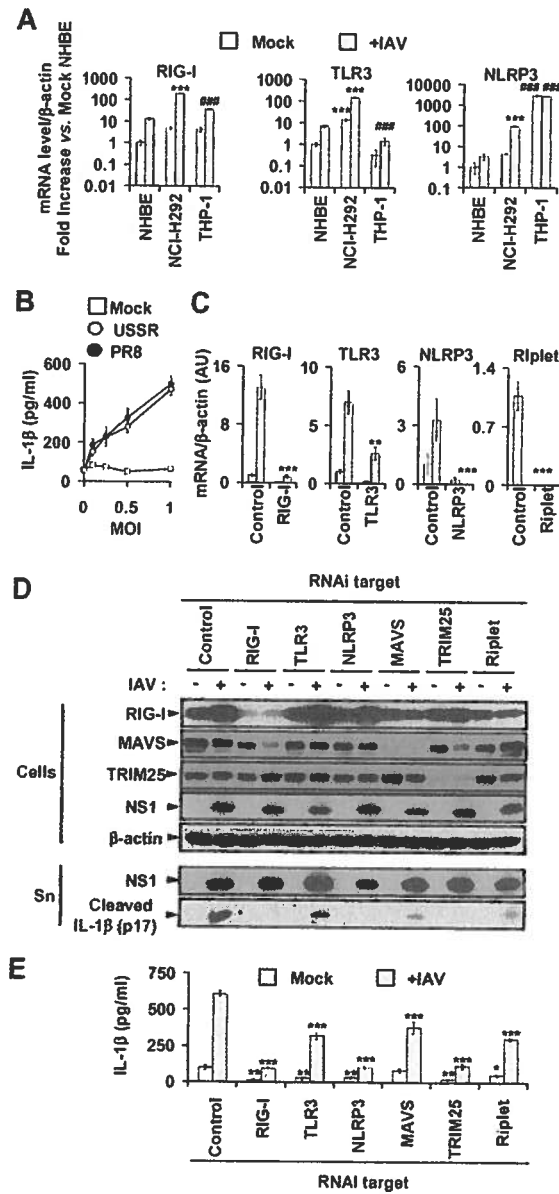 A
Mock +IAV
mRNA level/β-actin
Fold Increase vs. Mock NHBE
RIG-I
1000
100
10
1
0.1
0.01
*** ###
NHBE
NCI-H292
THP-1
TLR3
1000
100
10
1
0.1
0.01
*** *** ###
NHBE
NCI-H292
THP-1
NLRP3
10000
1000
100
10
1
0.1
*** ### ###
NHBE
NCI-H292
THP-1
B
Mock
USSR
PR8
IL-1β (pg/ml)
600
400
200
0
0 0.5 1
MOI
C
mRNA/β-actin (AU)
RIG-I
16
8
0
***
Control
RIG-I
TLR3
10
5
0
**
Control
TLR3
NLRP3
6
3
0
***
Control
NLRP3
RIplet
1.4
0.7
0
***
Control
Riplet
D
RNAi target
Control
RIG-I
TLR3
NLRP3
MAVS
TRIM25
Riplet
IAV : - + - + - + - + - + - + - +
Cells
RIG-I
MAVS
TRIM25
NS1
β-actin
Sn
NS1
Cleaved
IL-1β (p17)
E
Mock +IAV
IL-1β (pg/ml)
750
500
250
0
** *** ** *** ** *** *** ** *** * ***
Control
RIG-I
TLR3
NLRP3
MAVS
TRIM25
Riplet
RNAI target